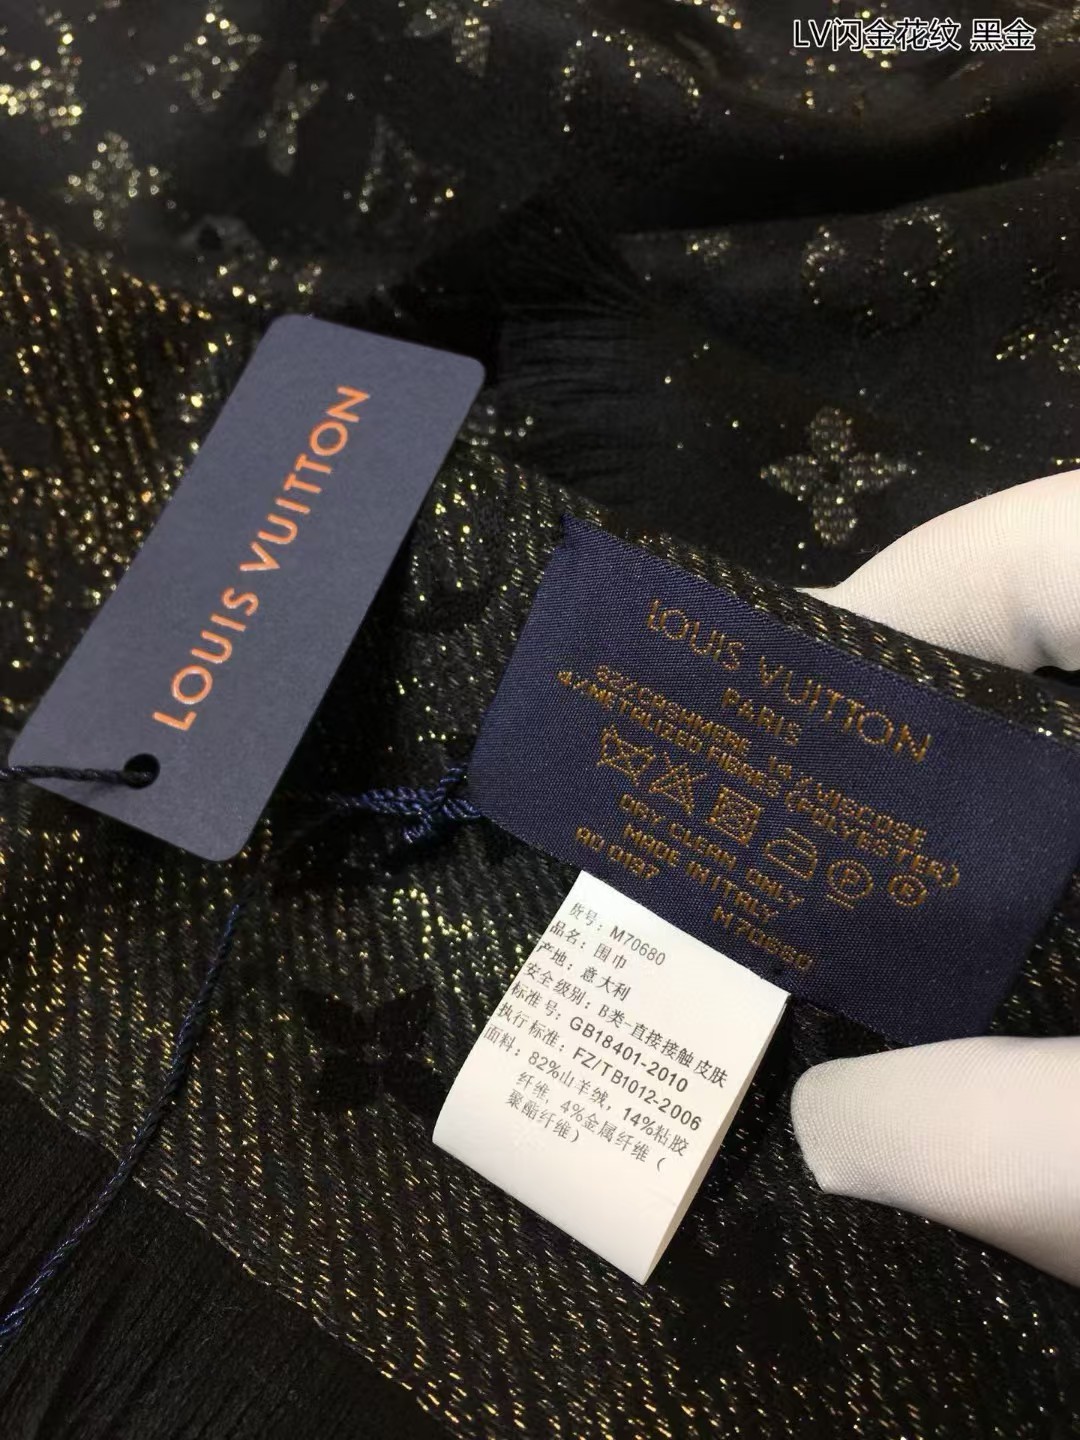 LV闪金花纹 黑金
LOUIS VUITTON
LOUIS VUITTON
PARIS
82%CASHMERE 14%VISCOSE
4%METALIZED FIBRES (POLYESTER)
P
R
DRY CLEAN ONLY
MADE IN ITALY
AD 0197
M70680
货号：M70680
品名：围巾
产地：意大利
安全级别：B类-直接接触皮肤
标准号：GB18401-2010
执行标准：FZ/TB1012-2006
面料：82%山羊绒，14%粘胶
纤维，4%金属纤维（
聚酯纤维）